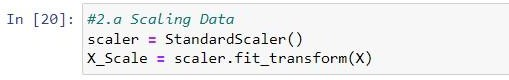 In [20]: #2.a Scaling Data
scaler = StandardScaler()
X_Scale = scaler.fit_transform(X)